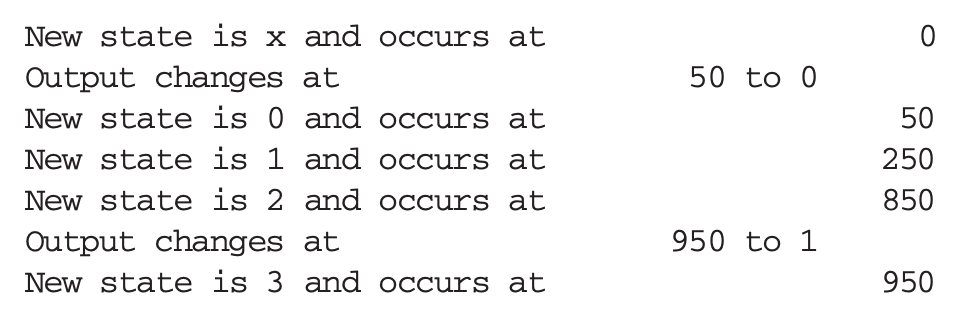 New state is x and occurs at 0
Output changes at 50 to 0
New state is 0 and occurs at 50
New state is 1 and occurs at 250
New state is 2 and occurs at 850
Output changes at 950 to 1
New state is 3 and occurs at 950